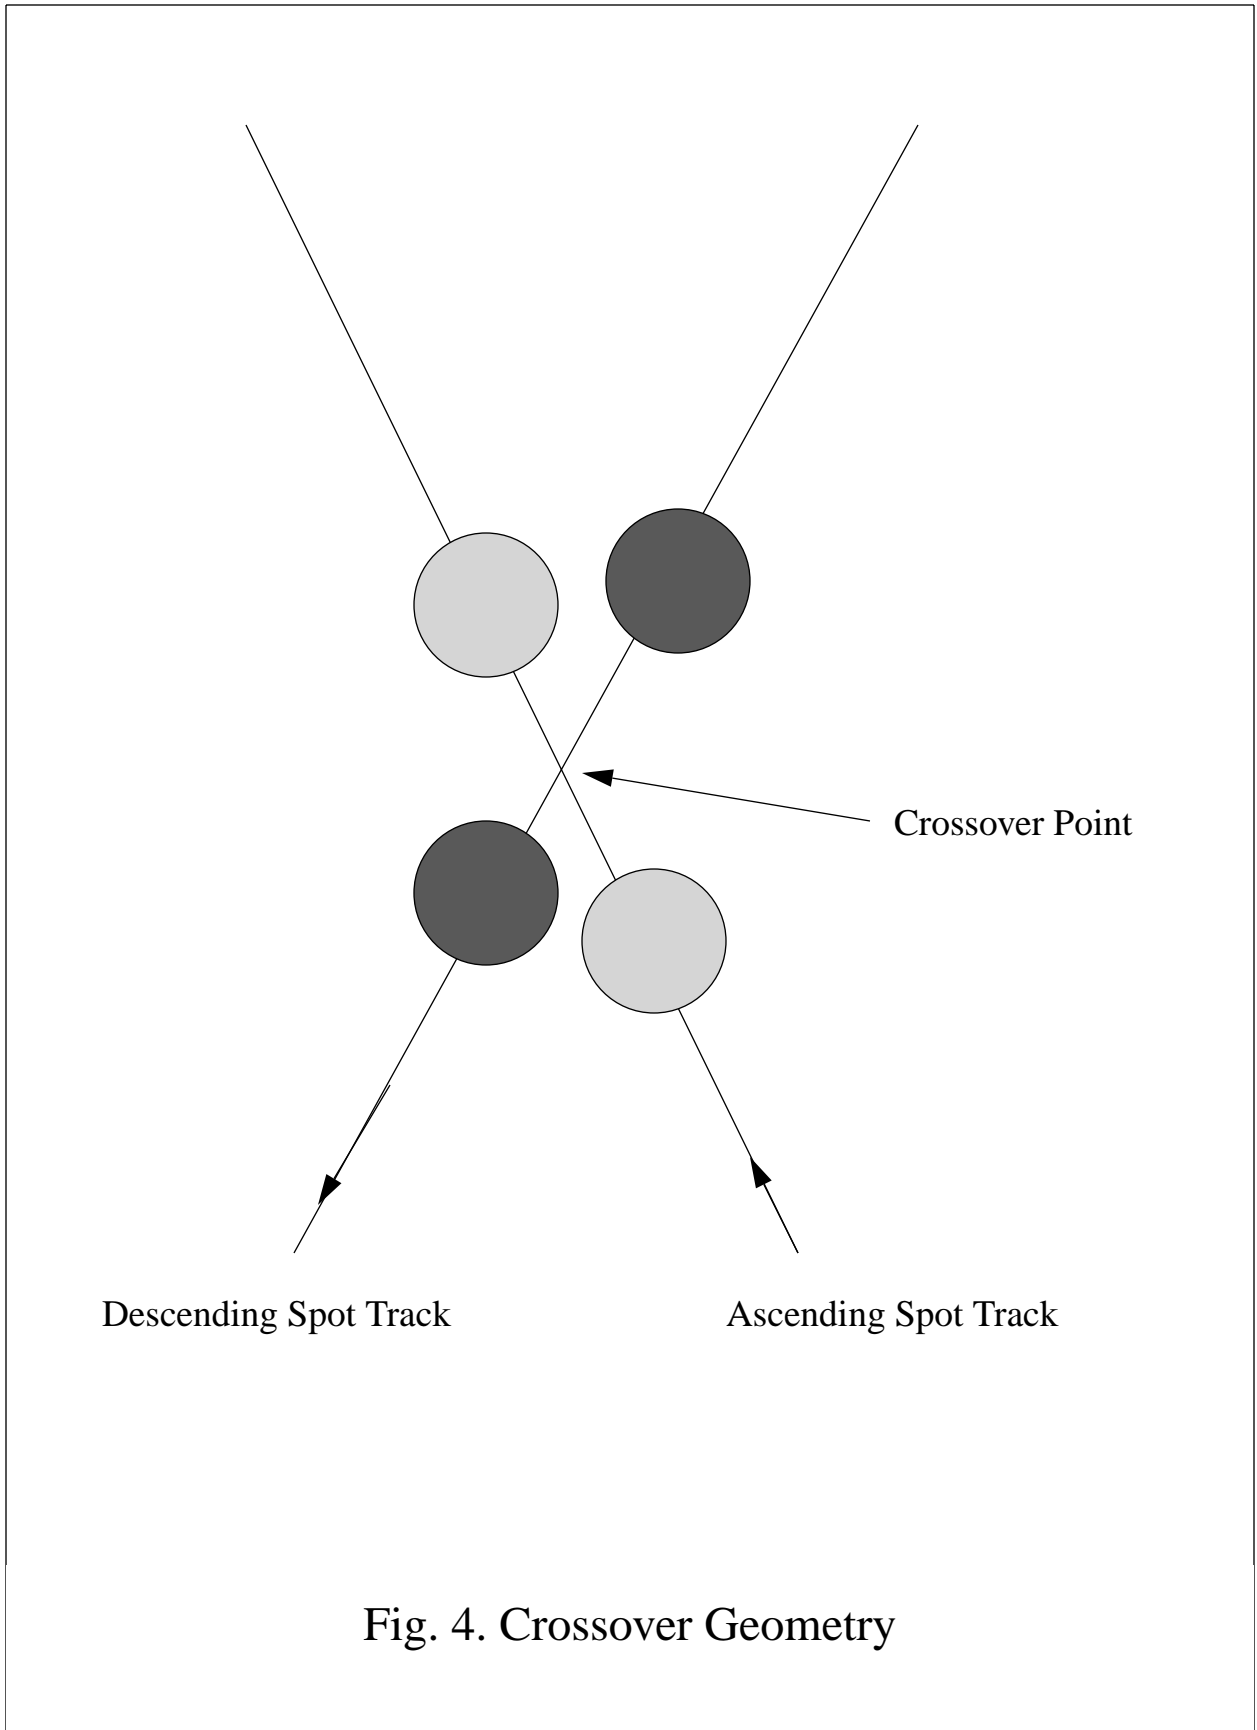 Crossover Point
Descending Spot Track
Ascending Spot Track
Fig. 4. Crossover Geometry